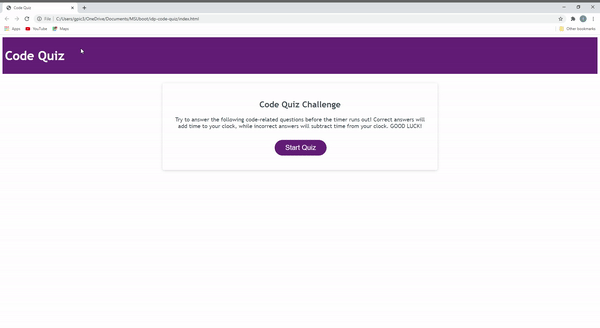 Code Quiz
File | C:/Users/gpic3/OneDrive/Documents/MSUboot/idp-code-quiz/index.html
Apps YouTube Maps Other bookmarks
Code Quiz
Code Quiz Challenge
Try to answer the following code-related questions before the timer runs out! Correct answers will
add time to your clock, while incorrect answers will subtract time from your clock. GOOD LUCK!
Start Quiz